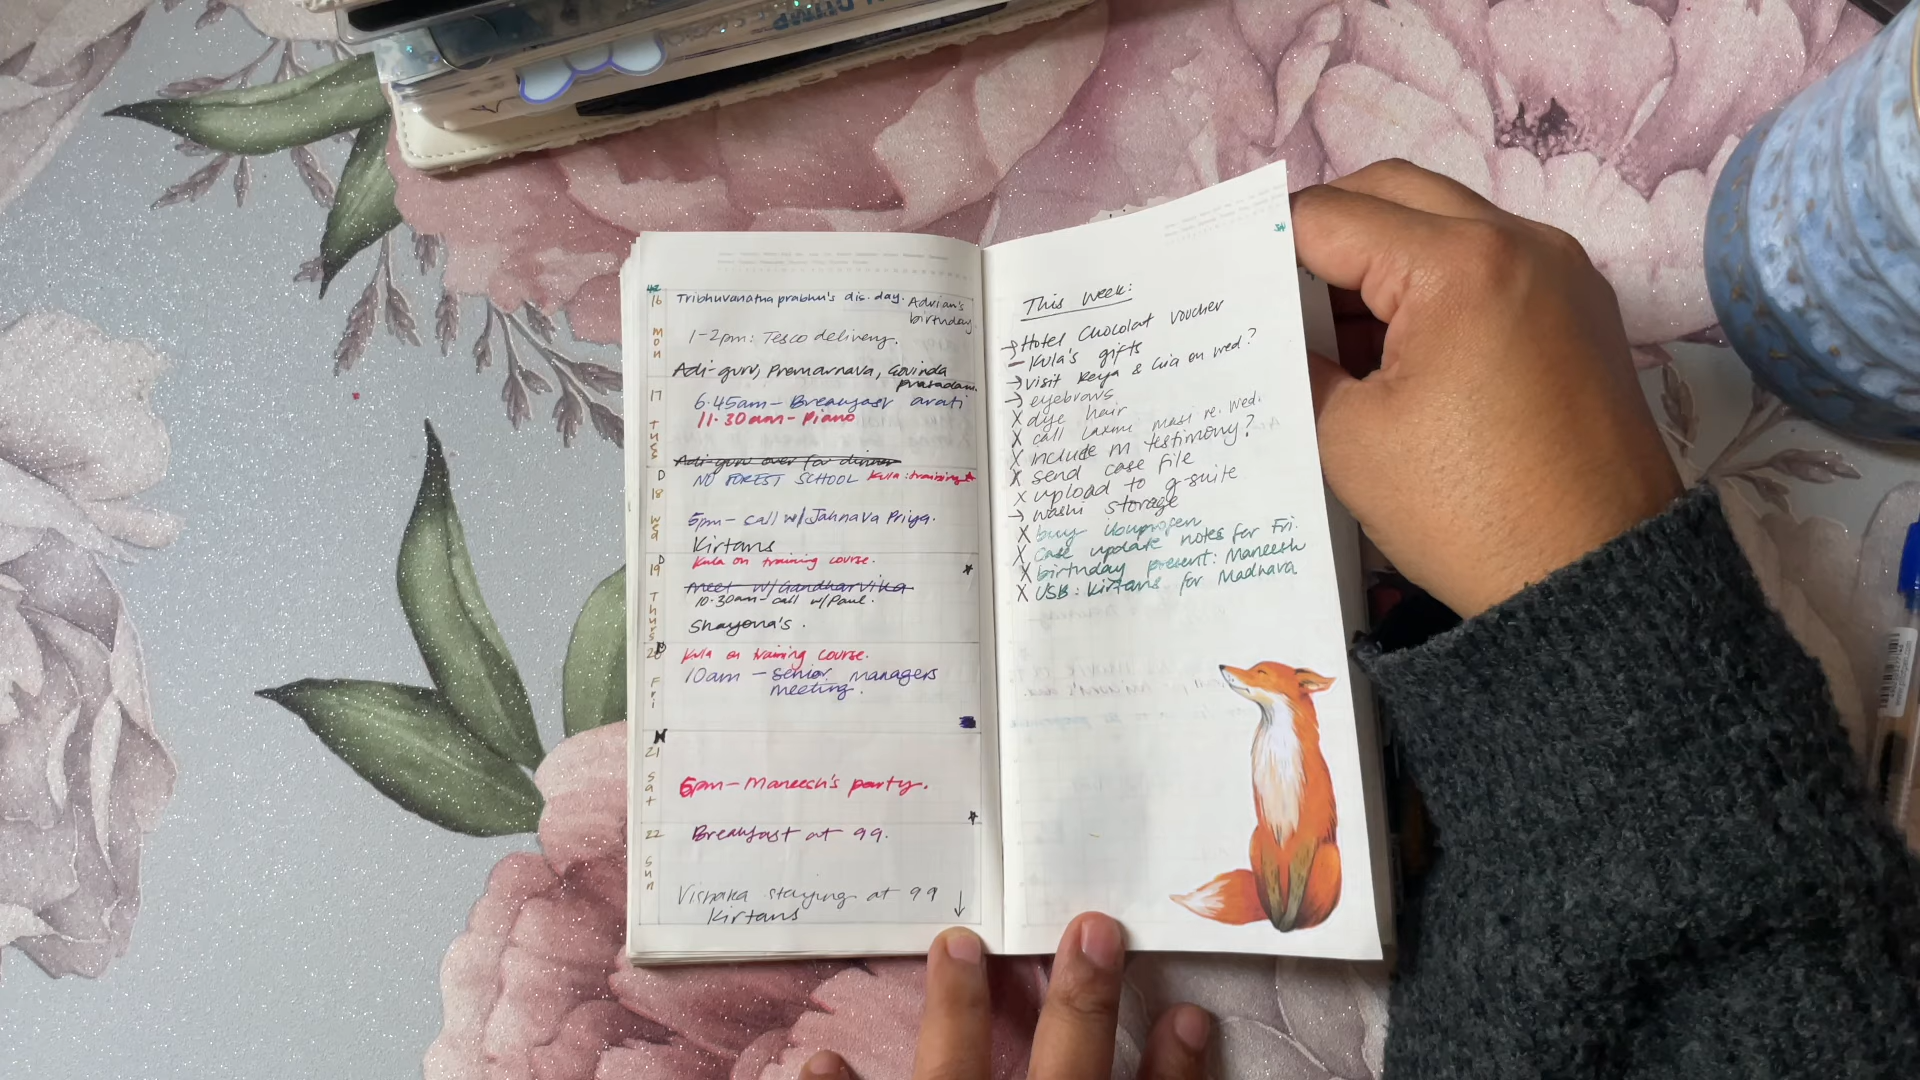 DUMP
42
16
Mon
Tribhuvanatha prabhu's dis. day. Adrian's
birthday.
1-2pm: Tesco delivery.
Adi-guru, Premarnava, Govinda
prasadam.
17
Tues
6.45am - Breakfast arati
11.30am - Piano
Adi-guru over for dinner
D
18
Wed
NO FOREST SCHOOL Kula: training
5pm - call w/ Jahnava Priya.
Kirtans
D
19
Thurs
Kula on training course.
Meet w/ Gandharvika
10.30am - call w/ Paul.
Shayona's.
20
Fri
Kula on training course.
10am - Senior managers
meeting.
21
Sat
6pm - Maneesh's party.
22
Sun
Breakfast at 99.
Vishaka staying at 99
Kirtans
This Week:
→ Hotel Chocolat voucher
- Kula's gifts
→ visit Keya & Gia on wed?
→ eyebrows
X dye hair
X call Laxmi masi re. wed.
X include in testimony?
X send case file
X upload to g-suite
→ washi storage
X buy ibuprofen
X case update notes for Fri.
X birthday present: Maneesh
X USB: kirtans for Madhava